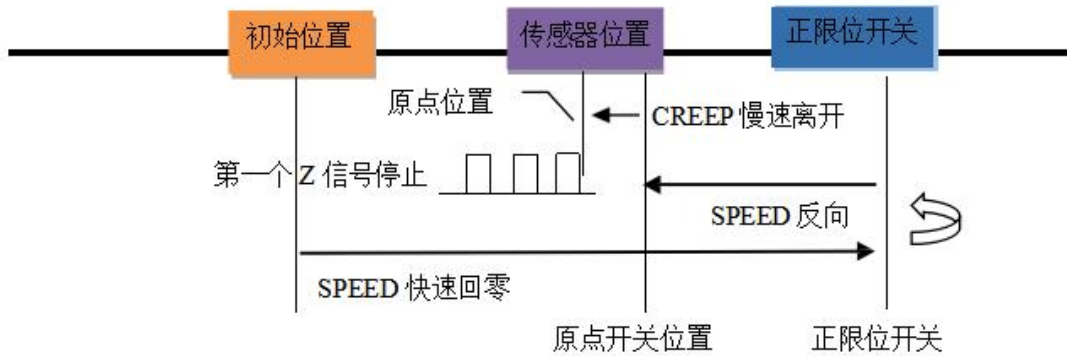 初始位置
传感器位置
正限位开关
原点位置
CREEP 慢速离开
第一个 Z 信号停止
SPEED 反向
SPEED 快速回零
原点开关位置
正限位开关